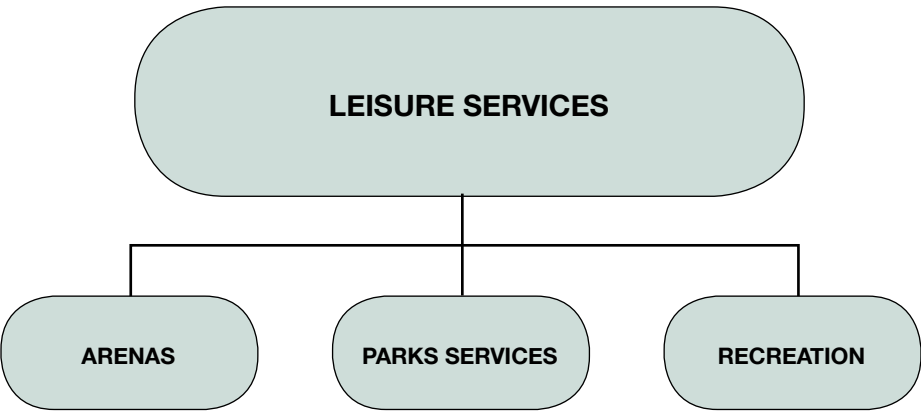 LEISURE SERVICES
ARENAS
PARKS SERVICES
RECREATION